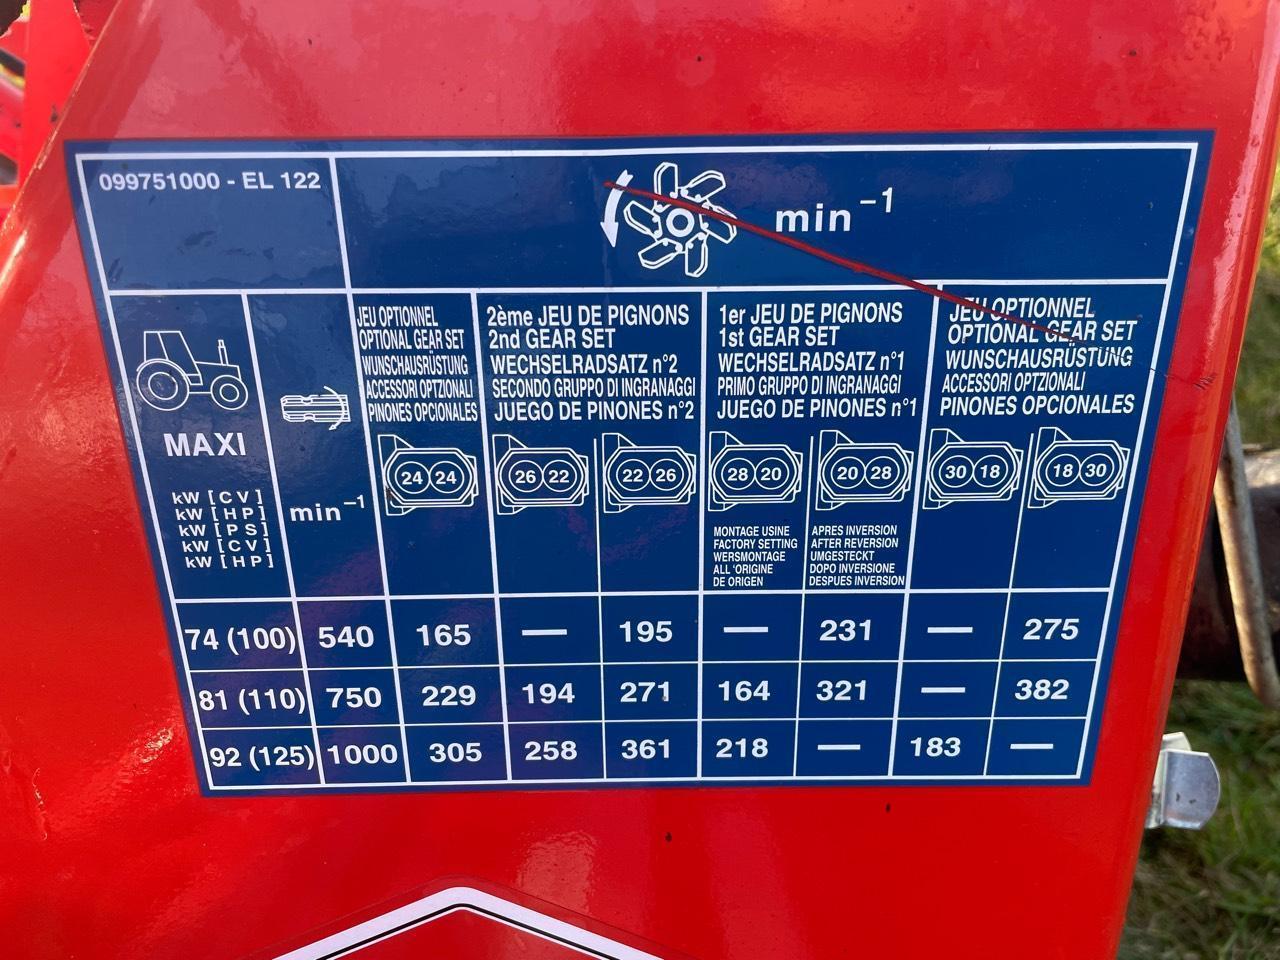 099751000 - EL 122
min⁻¹
MAXI
kW [CV]
kW [HP]
kW [PS]
kW [CV]
kW [HP]
min⁻¹
JEU OPTIONNEL
OPTIONAL GEAR SET
WUNSCHAUSRÜSTUNG
ACCESSORI OPTZIONALI
PINONES OPCIONALES
24 24
2ème JEU DE PIGNONS
2nd GEAR SET
WECHSELRADSATZ n°2
SECONDO GRUPPO DI INGRANAGGI
JUEGO DE PINONES n°2
26 22
22 26
1er JEU DE PIGNONS
1st GEAR SET
WECHSELRADSATZ n°1
PRIMO GRUPPO DI INGRANAGGI
JUEGO DE PINONES n°1
28 20
20 28
MONTAGE USINE
FACTORY SETTING
WERSMONTAGE
ALL 'ORIGINE
DE ORIGEN
APRES INVERSION
AFTER REVERSION
UMGESTECKT
DOPO INVERSIONE
DESPUES INVERSION
JEU OPTIONNEL
OPTIONAL GEAR SET
WUNSCHAUSRÜSTUNG
ACCESSORI OPTZIONALI
PINONES OPCIONALES
30 18
18 30
74 (100) 540 165 — 195 — 231 — 275
81 (110) 750 229 194 271 164 321 — 382
92 (125) 1000 305 258 361 218 — 183 —